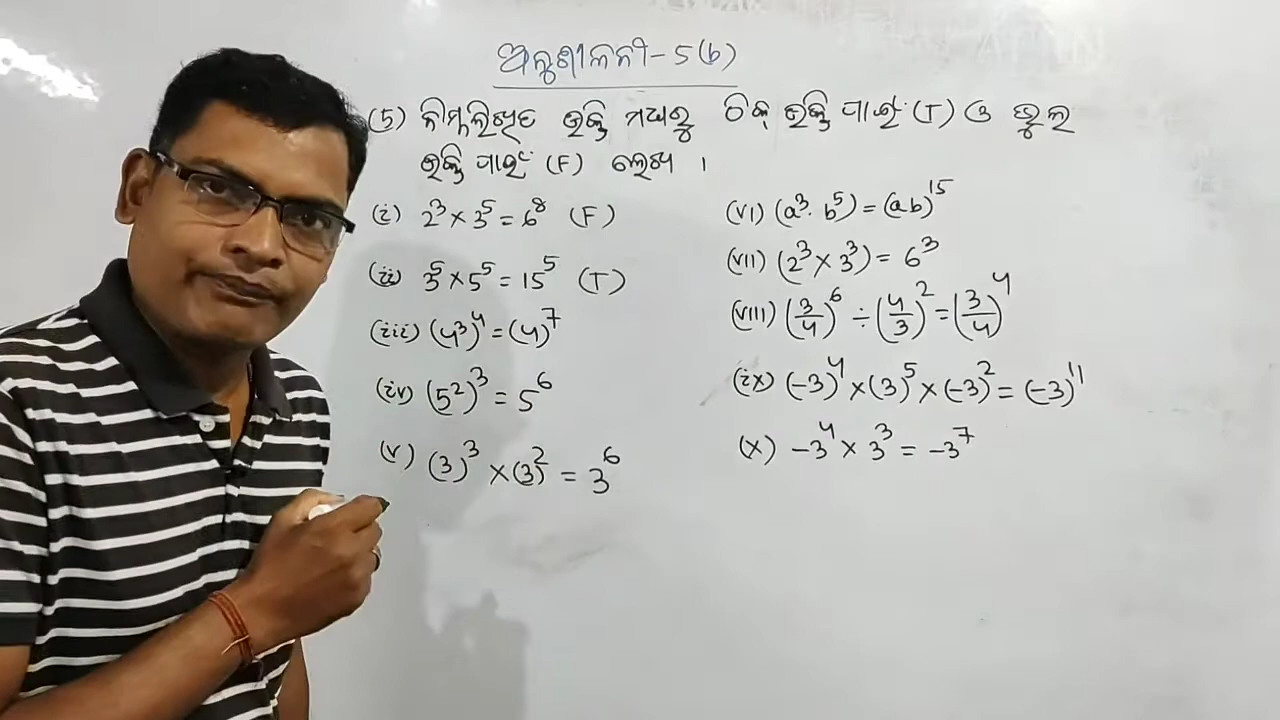 ଅନୁଶୀଳନୀ-5(b)
(5) ନିମ୍ନଲିଖିତ ଉକ୍ତି ମଧ୍ୟରୁ ଠିକ୍ ଉକ୍ତି ପାଇଁ (T) ଓ ଭୁଲ
ଉକ୍ତି ପାଇଁ (F) ଲେଖ ।
(i) 2³ × 3⁵ = 6⁸ (F)
(ii) 3⁵ × 5⁵ = 15⁵ (T)
(iii) (4³)⁴ = (4)⁷
(iv) (5²)³ = 5⁶
(v) (3)³ × (3)² = 3⁶
(vi) (a³. b⁵) = (ab)¹⁵
(vii) (2³ × 3³) = 6³
(viii) (3/4)⁶ ÷ (4/3)² = (3/4)⁴
(ix) (-3)⁴ × (3)⁵ × (-3)² = (-3)¹¹
(x) -3⁴ × 3³ = -3⁷